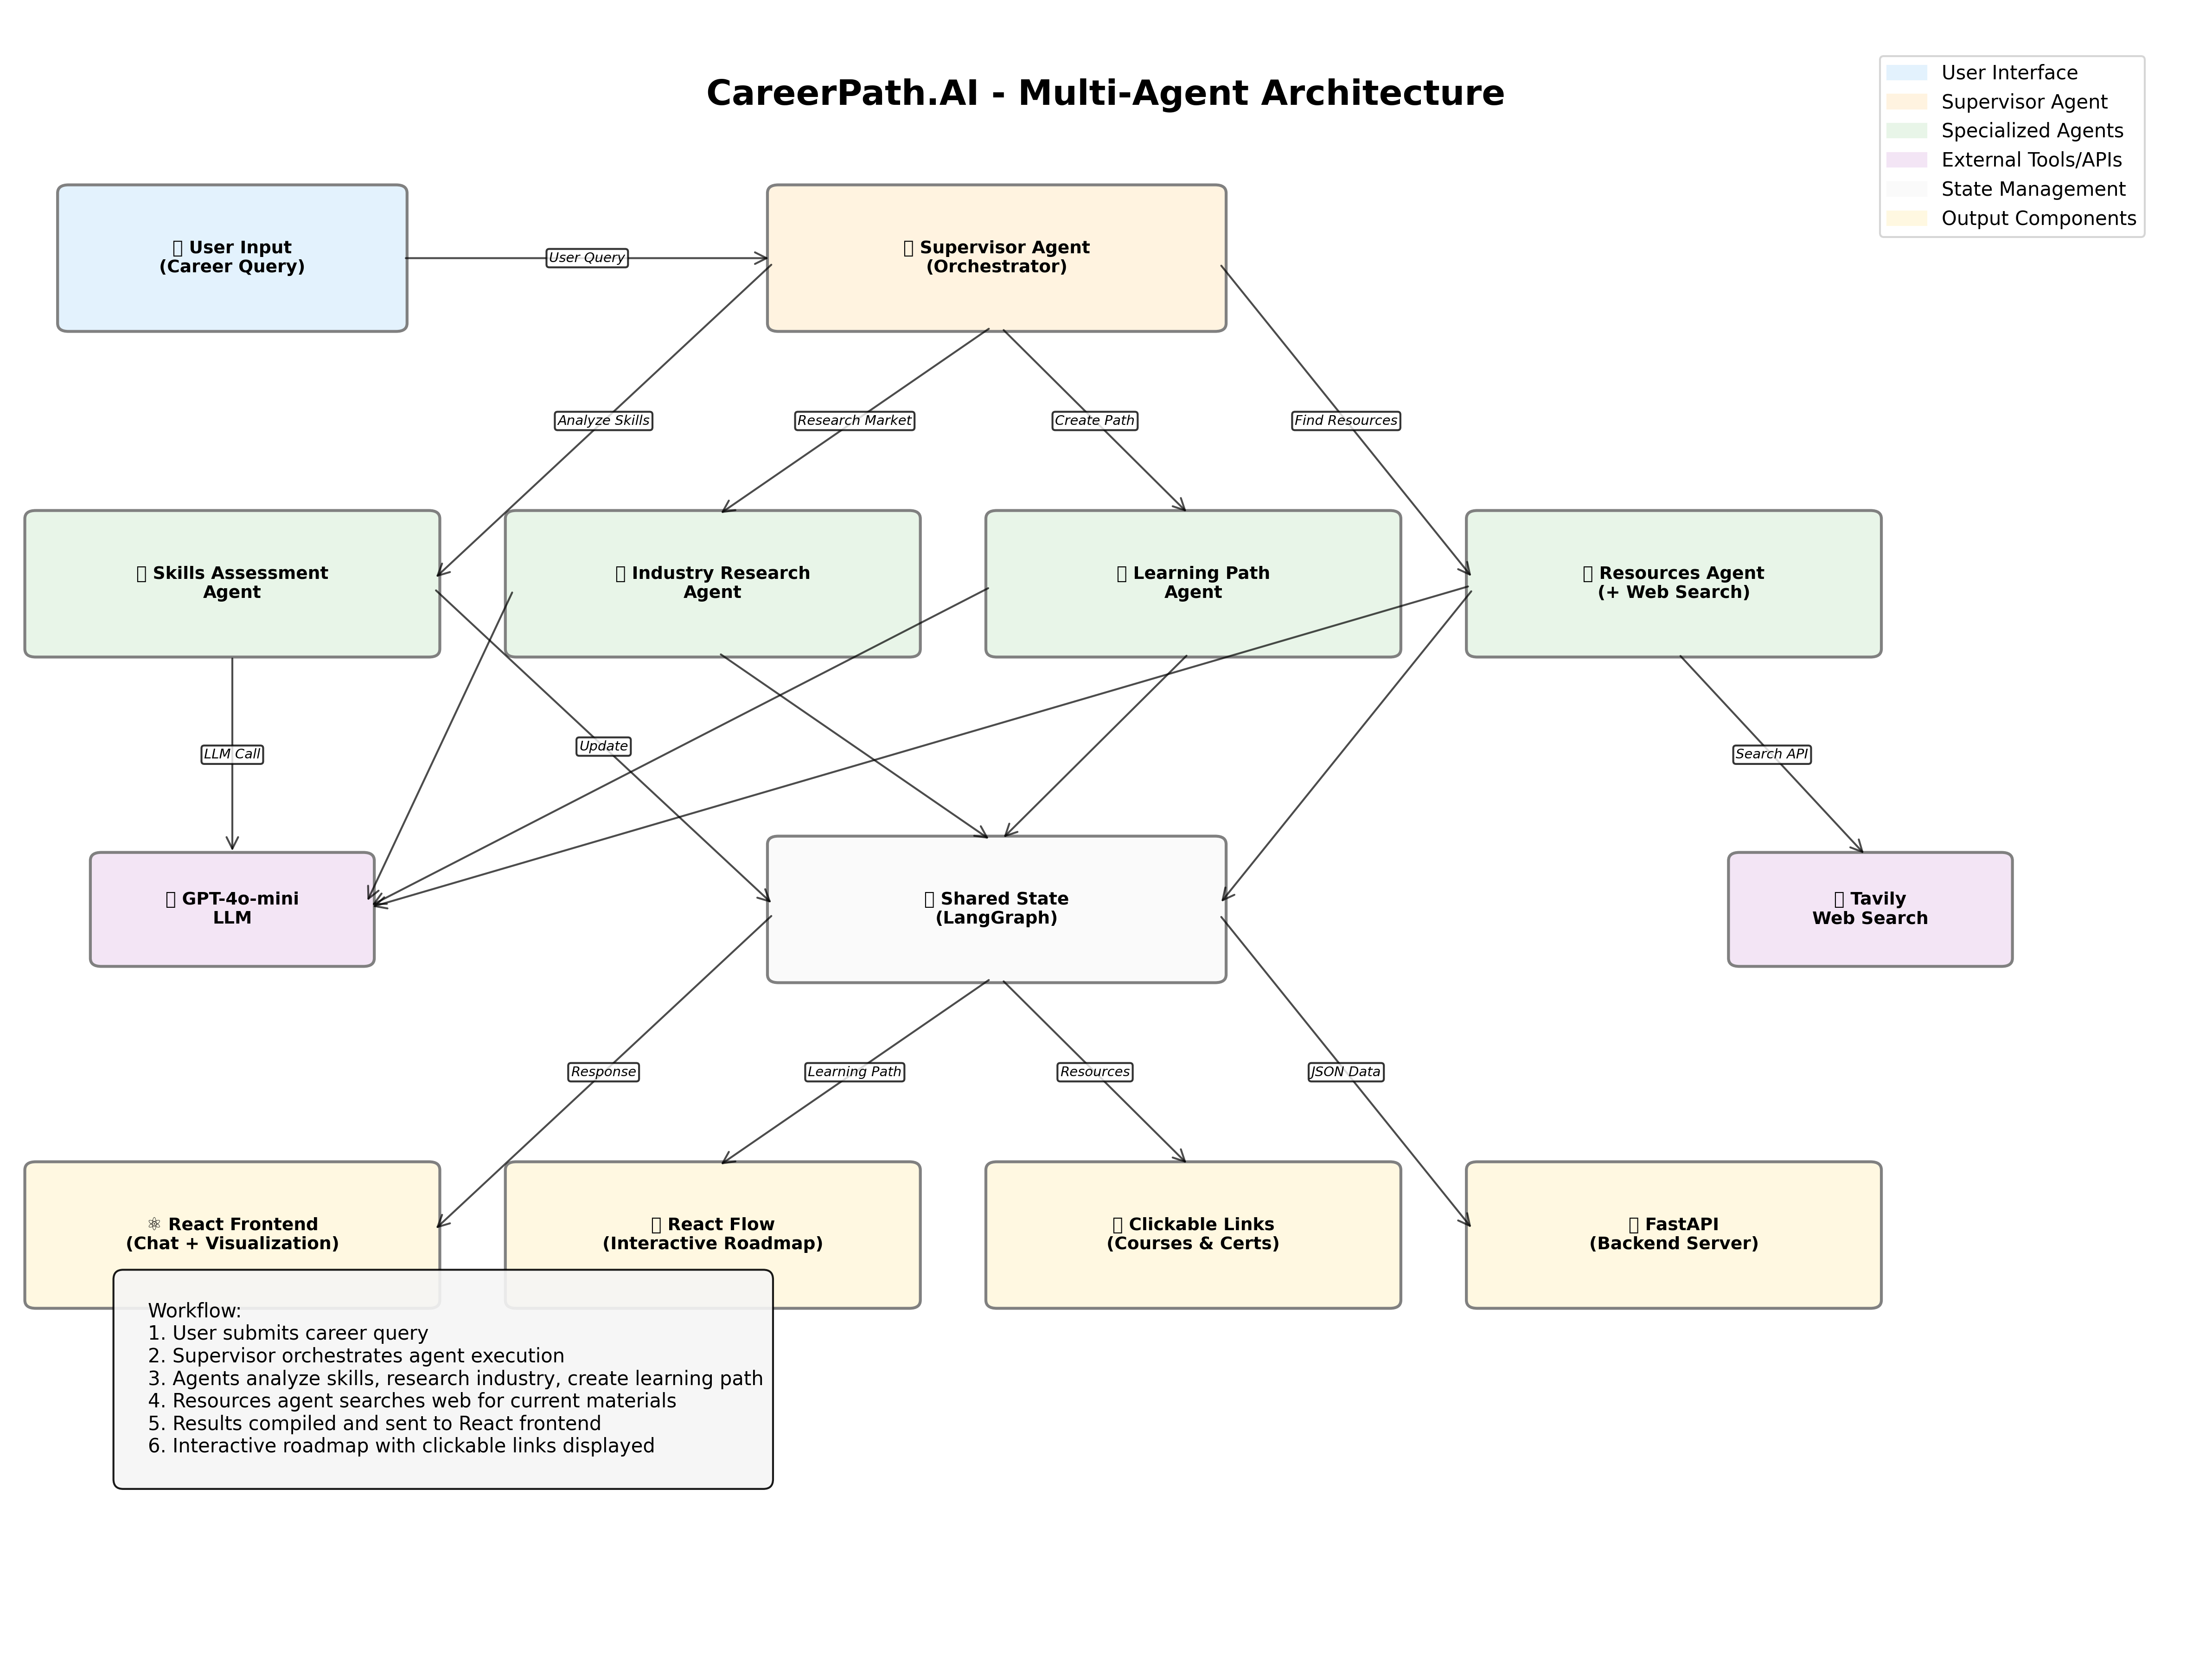 CareerPath.AI - Multi-Agent Architecture
User Interface
Supervisor Agent
Specialized Agents
External Tools/APIs
State Management
Output Components
User Input
(Career Query)
User Query
Supervisor Agent
(Orchestrator)
Analyze Skills
Research Market
Create Path
Find Resources
Skills Assessment
Agent
Industry Research
Agent
Learning Path
Agent
Resources Agent
(+ Web Search)
LLM Call
Update
Search API
GPT-4o-mini
LLM
Shared State
(LangGraph)
Tavily
Web Search
Response
Learning Path
Resources
JSON Data
⚛ React Frontend
(Chat + Visualization)
React Flow
(Interactive Roadmap)
Clickable Links
(Courses & Certs)
FastAPI
(Backend Server)
Workflow:
1. User submits career query
2. Supervisor orchestrates agent execution
3. Agents analyze skills, research industry, create learning path
4. Resources agent searches web for current materials
5. Results compiled and sent to React frontend
6. Interactive roadmap with clickable links displayed